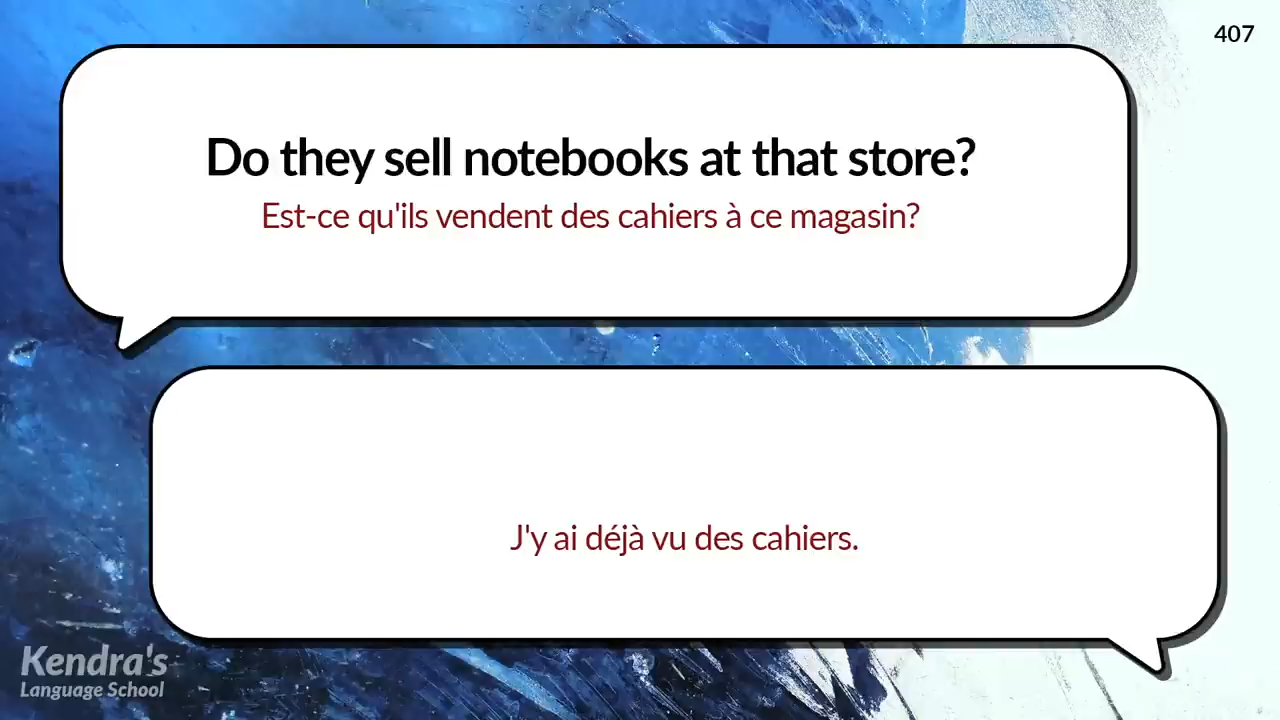 407
Do they sell notebooks at that store?
Est-ce qu'ils vendent des cahiers à ce magasin?
J'y ai déjà vu des cahiers.
Kendra's
Language School